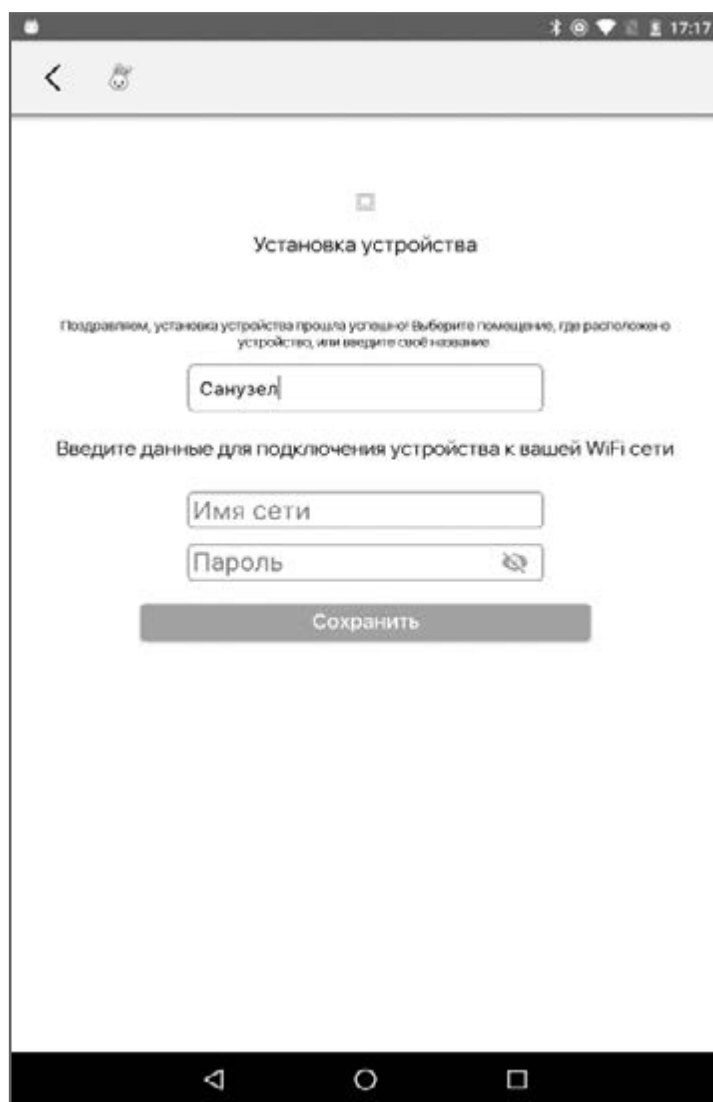 17:17
Установка устройства
Поздравляем, установка устройства прошла успешно! Выберите помещение, где расположено
устройство, или введите своё название
Санузел
Введите данные для подключения устройства к вашей WiFi сети
Имя сети
Пароль
Сохранить